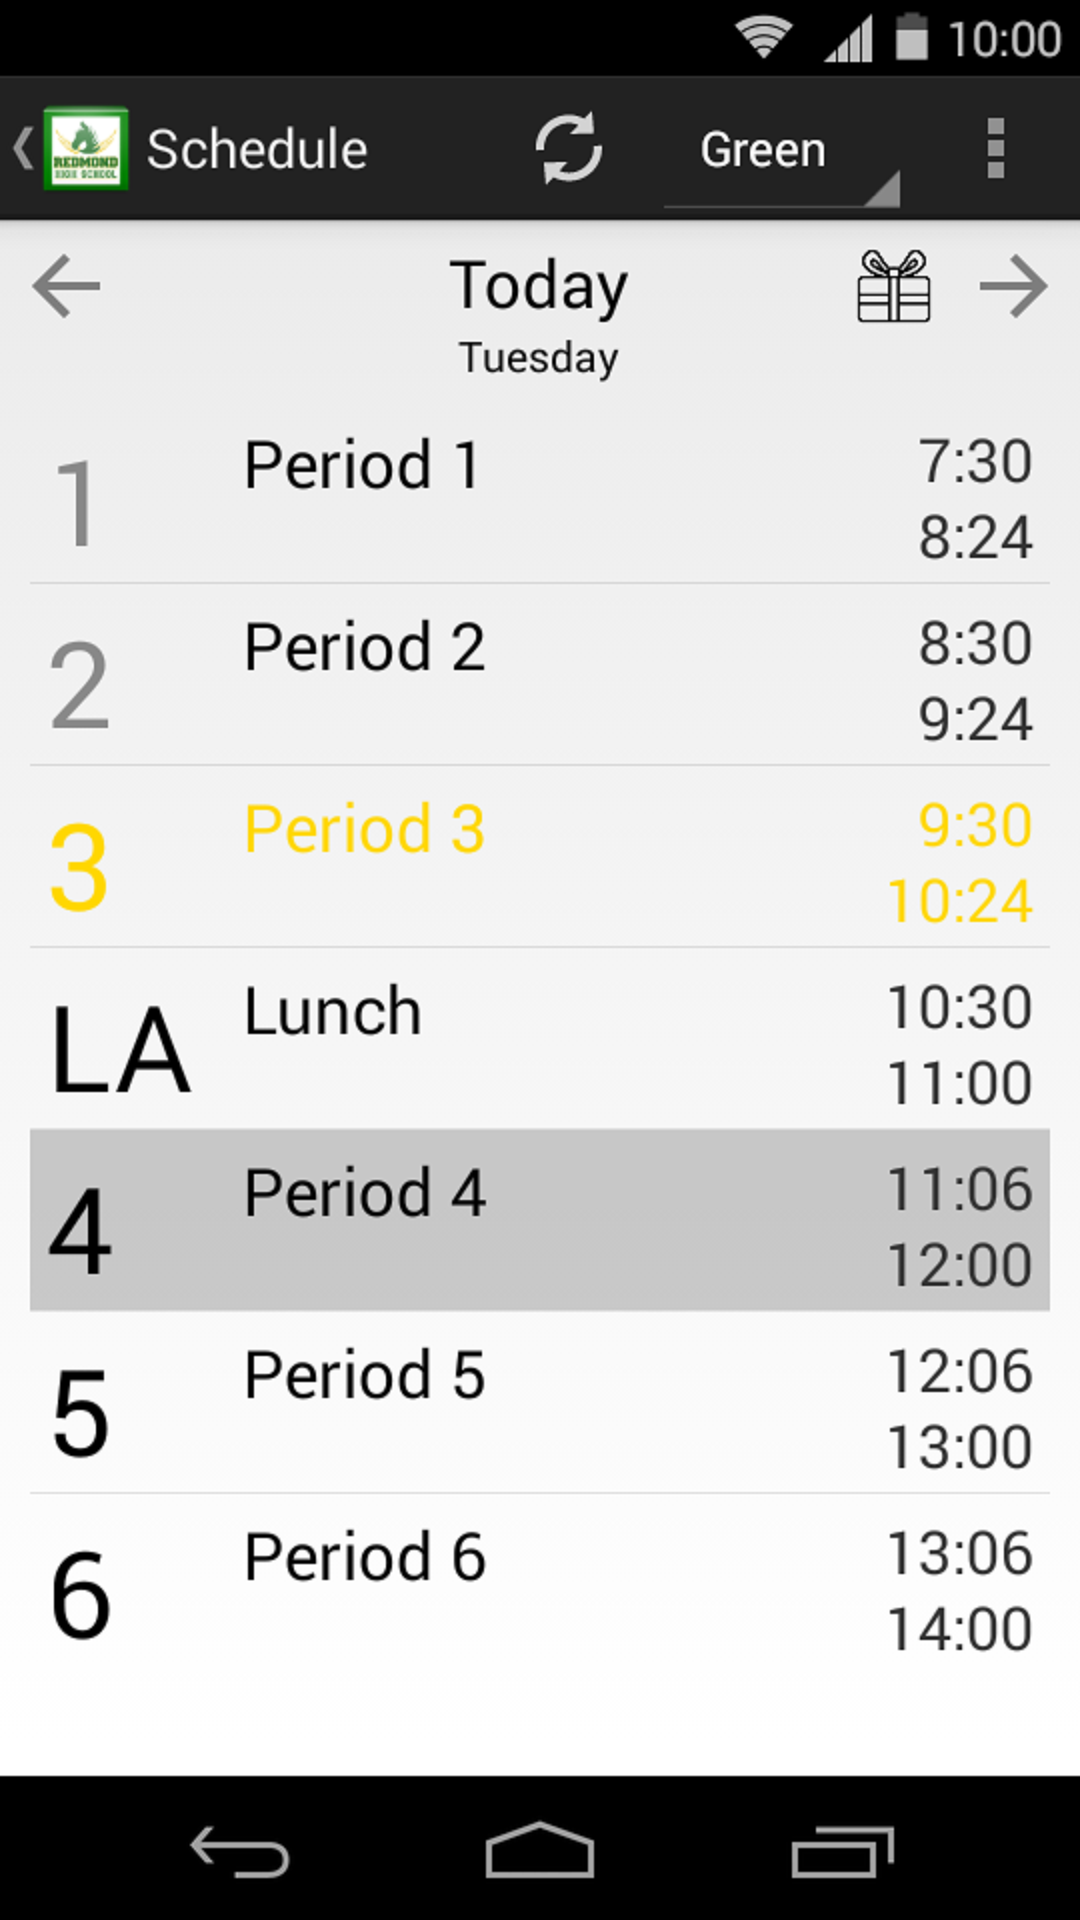 10:00
REDMOND
HIGH SCHOOL
Schedule
Green
Today
Tuesday
1 Period 1 7:30
8:24
2 Period 2 8:30
9:24
3 Period 3 9:30
10:24
LA Lunch 10:30
11:00
4 Period 4 11:06
12:00
5 Period 5 12:06
13:00
6 Period 6 13:06
14:00